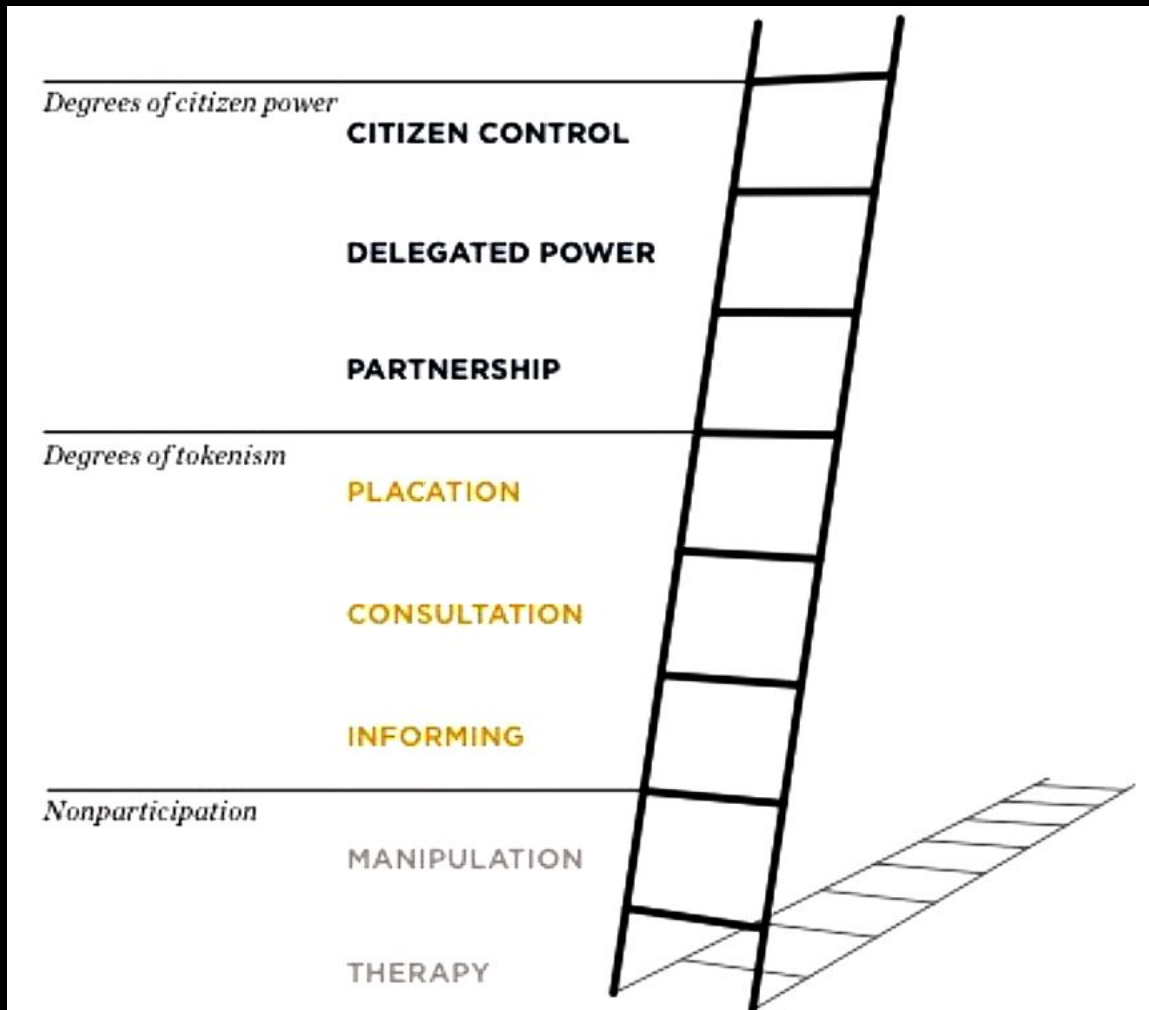 Degrees of citizen power
CITIZEN CONTROL
DELEGATED POWER
PARTNERSHIP
Degrees of tokenism
PLACATION
CONSULTATION
INFORMING
Nonparticipation
MANIPULATION
THERAPY